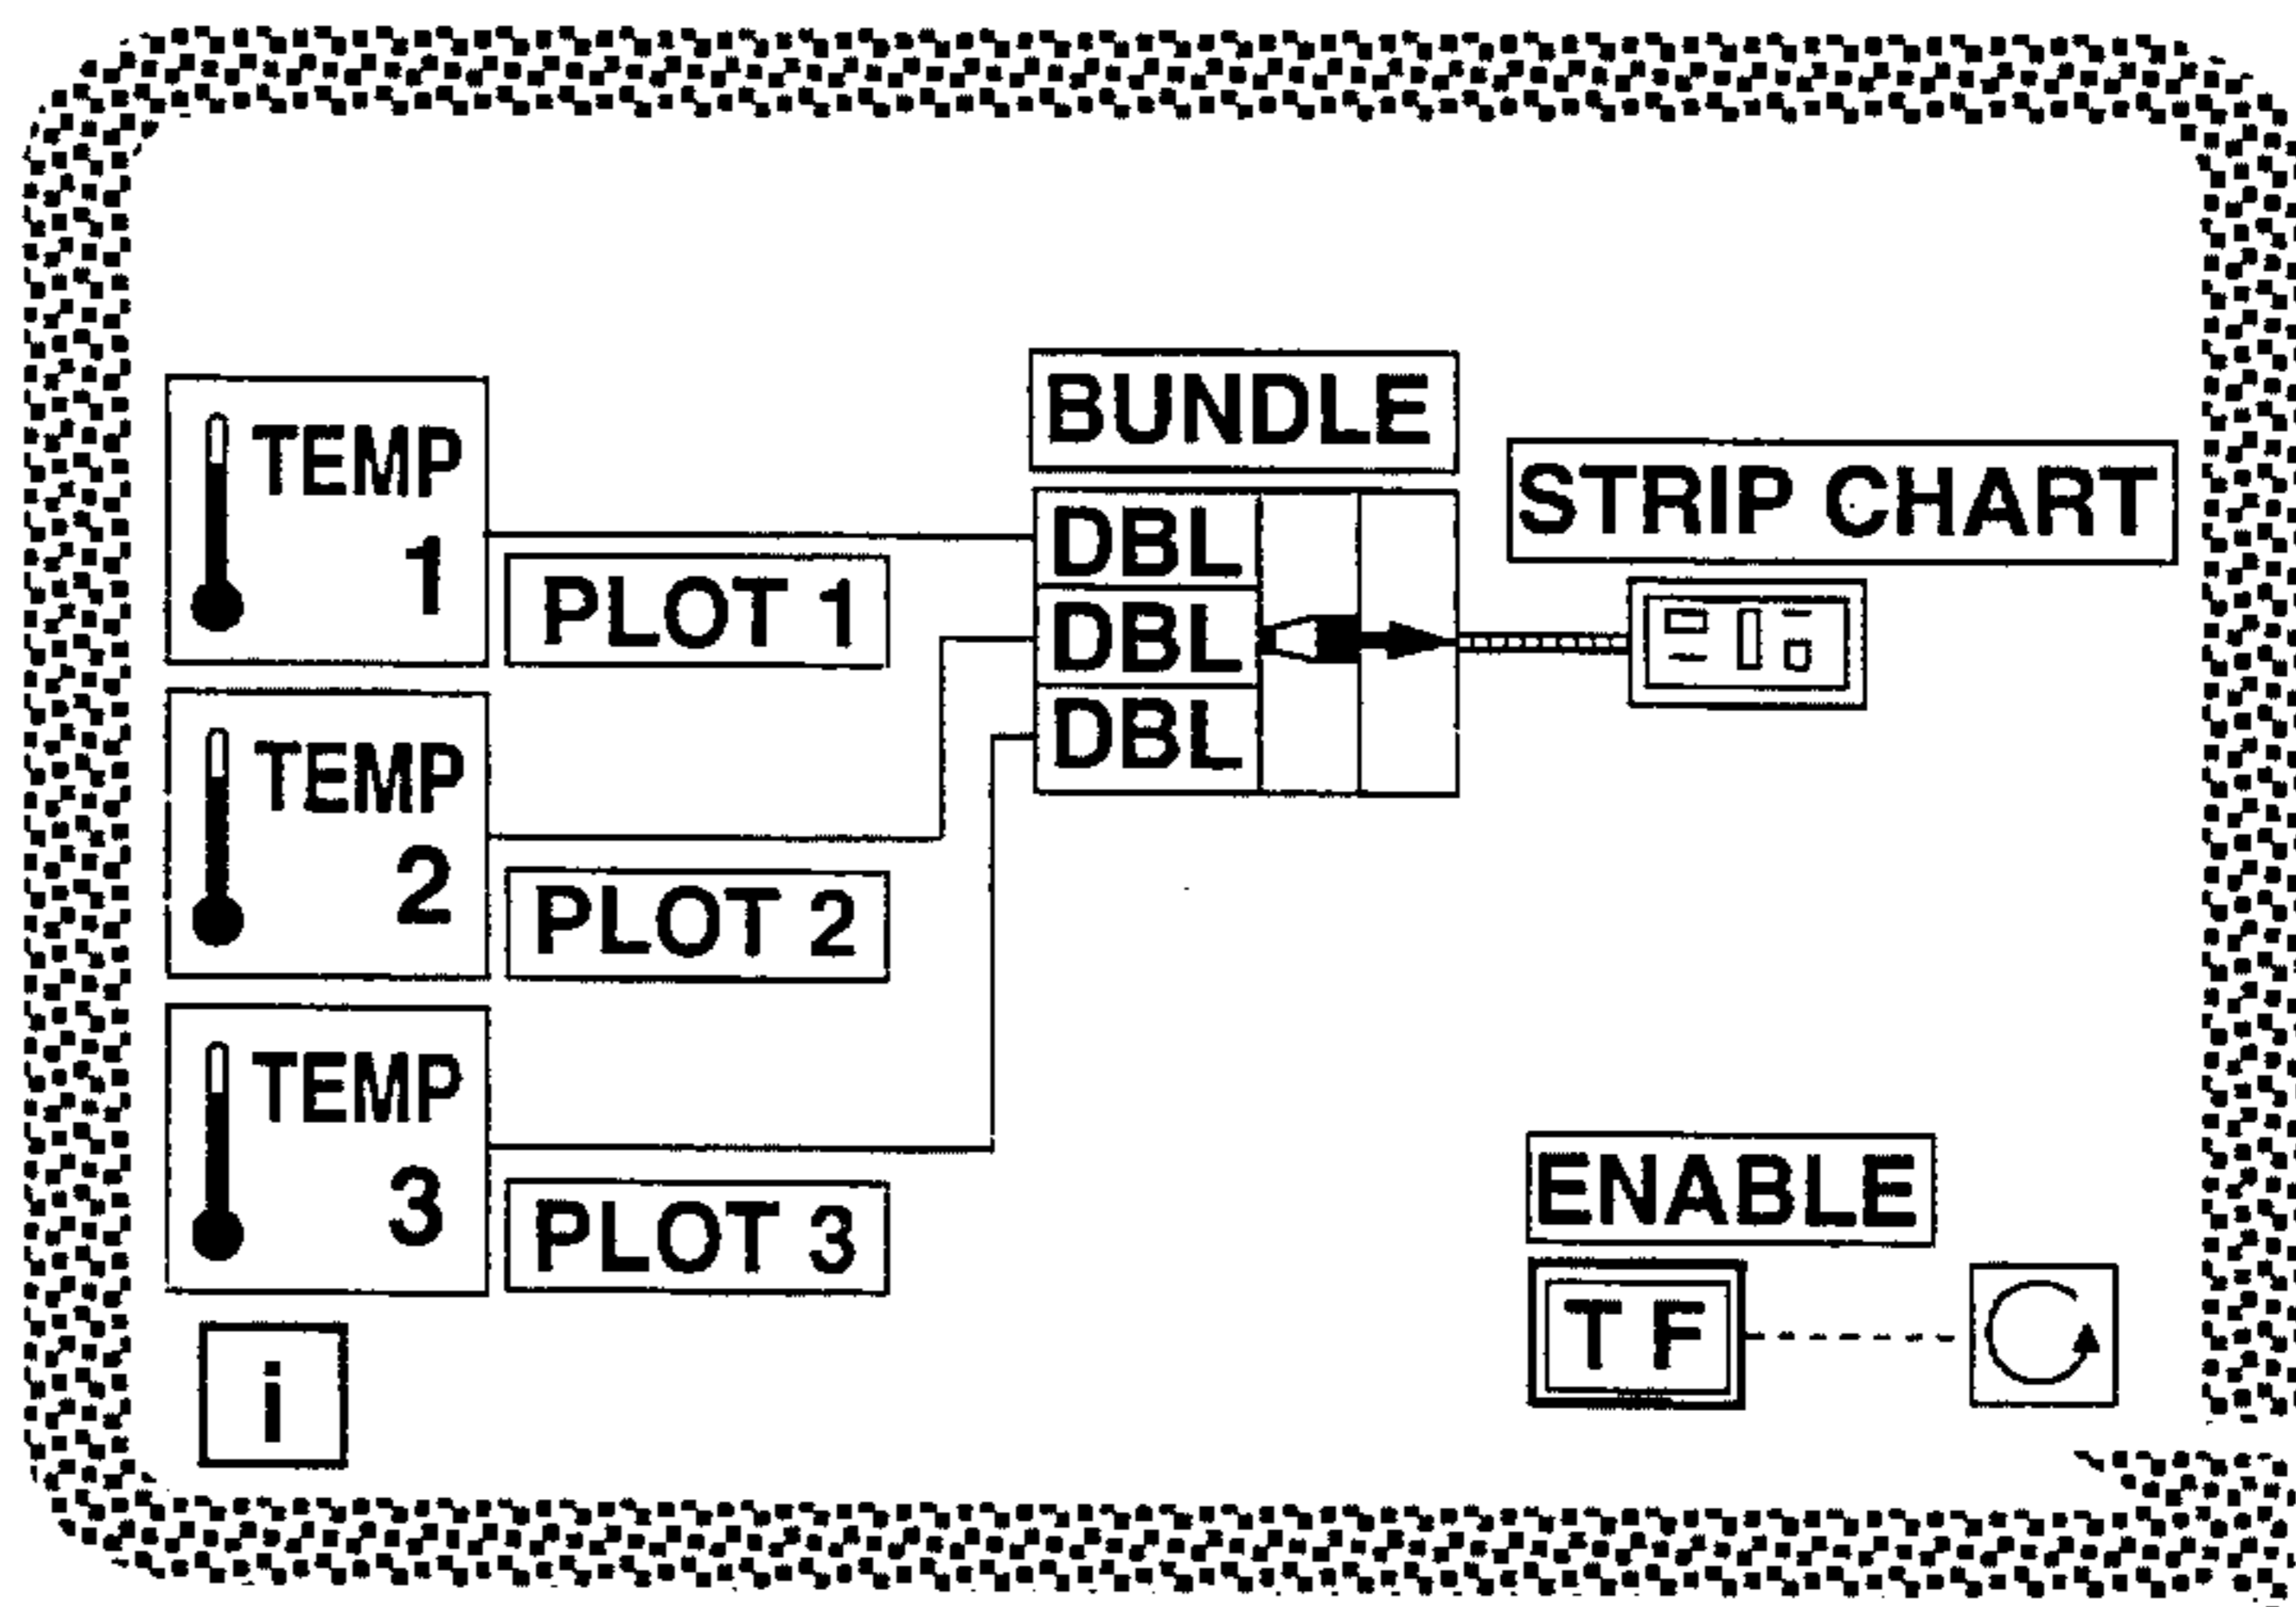 BUNDLE
STRIP CHART
TEMP
1
DBL
PLOT 1
DBL
DBL
TEMP
2
PLOT 2
TEMP
3
PLOT 3
ENABLE
T F
i